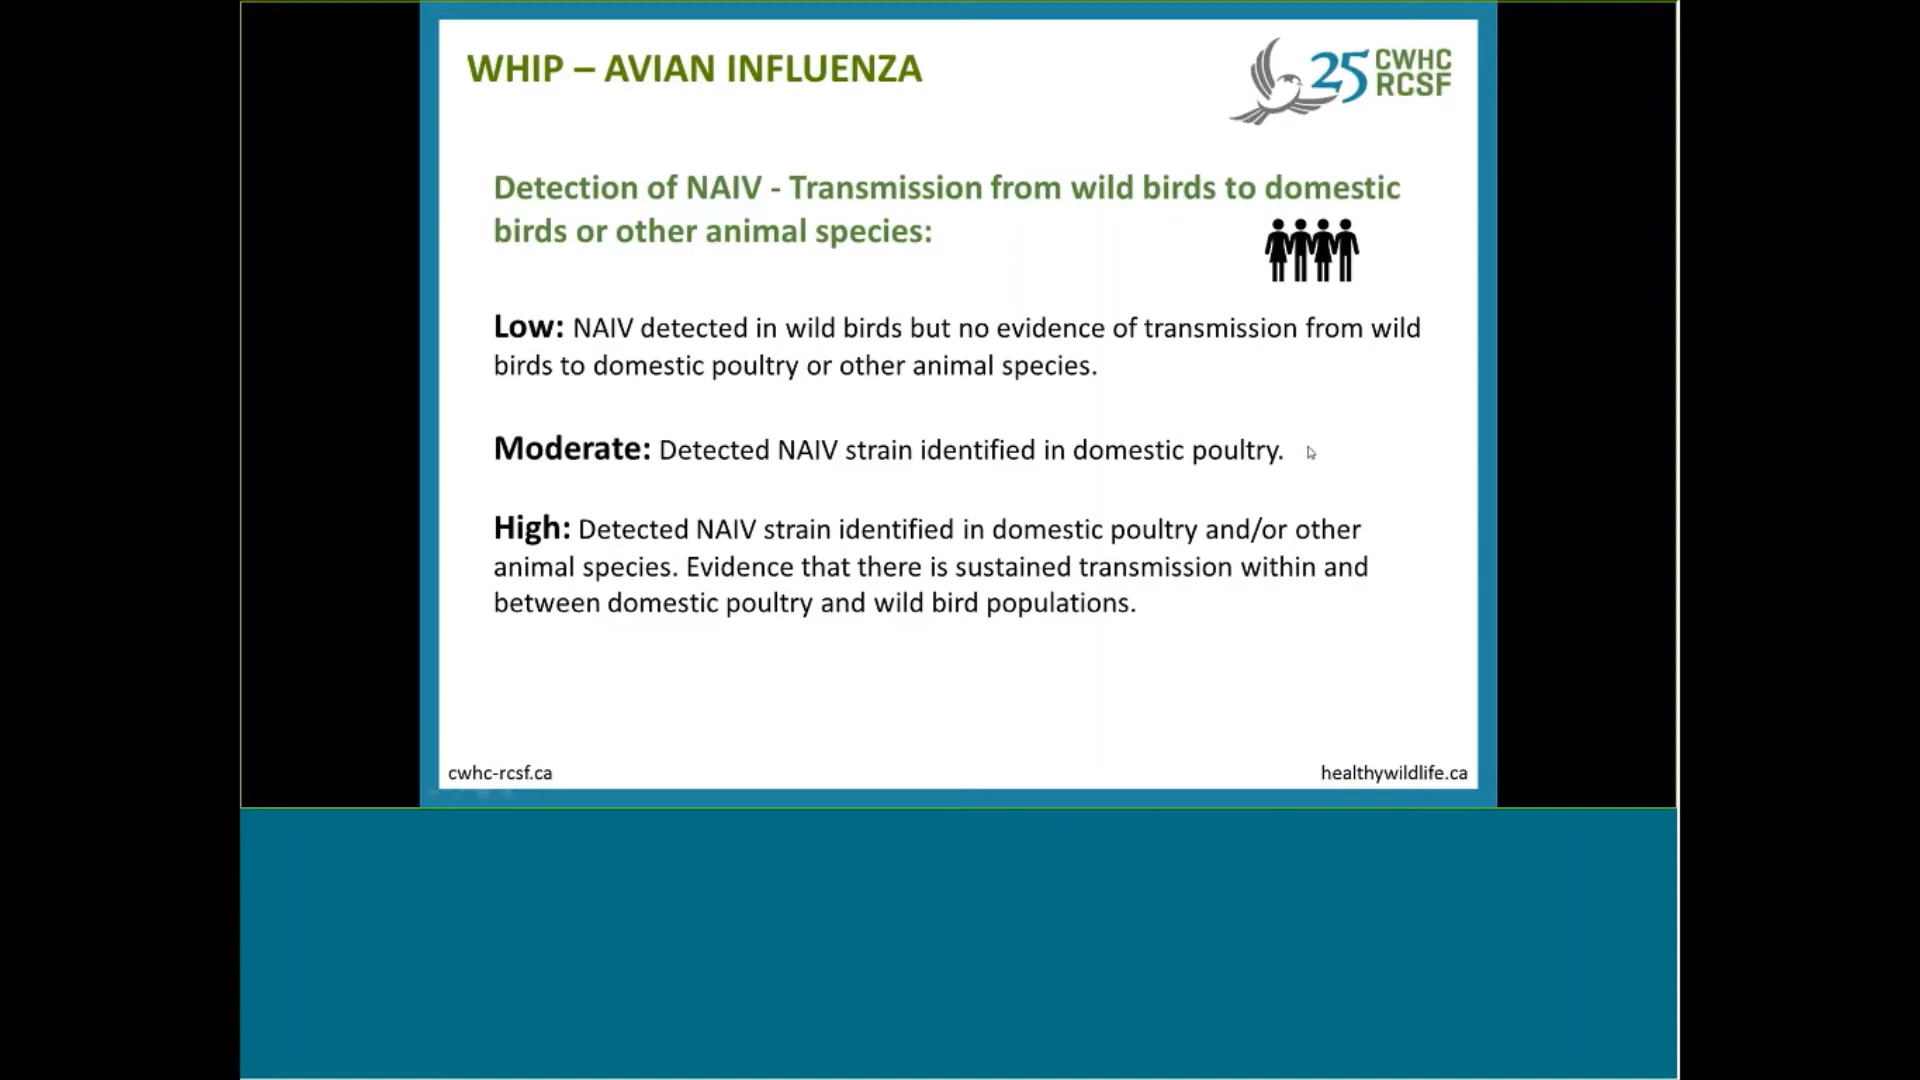 WHIP – AVIAN INFLUENZA
25 CWHC
RCSF
Detection of NAIV - Transmission from wild birds to domestic
birds or other animal species:
Low: NAIV detected in wild birds but no evidence of transmission from wild
birds to domestic poultry or other animal species.
Moderate: Detected NAIV strain identified in domestic poultry.
High: Detected NAIV strain identified in domestic poultry and/or other
animal species. Evidence that there is sustained transmission within and
between domestic poultry and wild bird populations.
cwhc-rcsf.ca
healthywildlife.ca